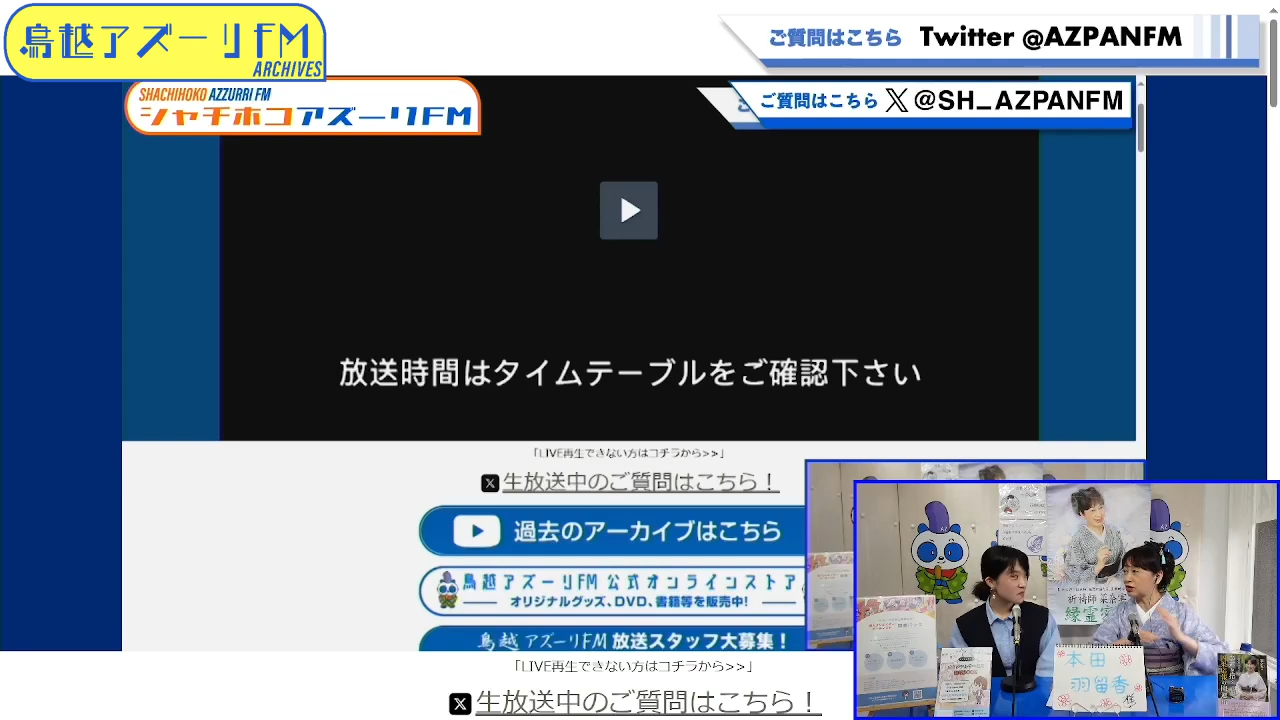 鳥越アズーリFM
ARCHIVES
ご質問はこちら Twitter @AZPANFM
SHACHIHOKO AZZURRI FM
シャチホコアズーリFM
ご質問はこちら X@SH_AZPANFM
放送時間はタイムテーブルをご確認下さい
「LIVE再生できない方はコチラから>>」
生放送中のご質問はこちら！
過去のアーカイブはこちら
鳥越アズーリFM 公式オンラインストア
オリジナルグッズ、DVD、書籍等を販売中!
鳥越アズーリFM 放送スタッフ大募集！
「LIVE再生できない方はコチラから>>」
生放送中のご質問はこちら！
祈祷師
縁霊
本田
羽留香